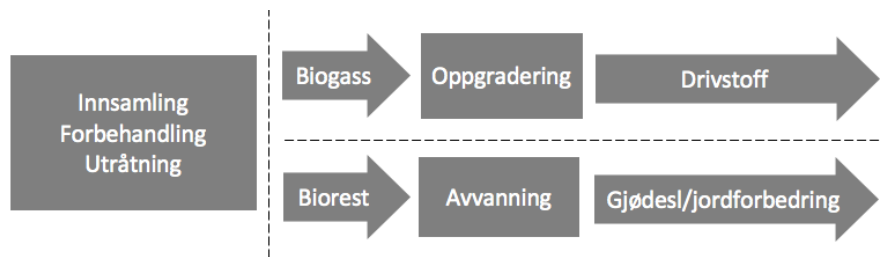 Innsamling
Forbehandling
Utråtning
Biogass
Oppgradering
Drivstoff
Biorest
Avvanning
Gjødesl/jordforbedring